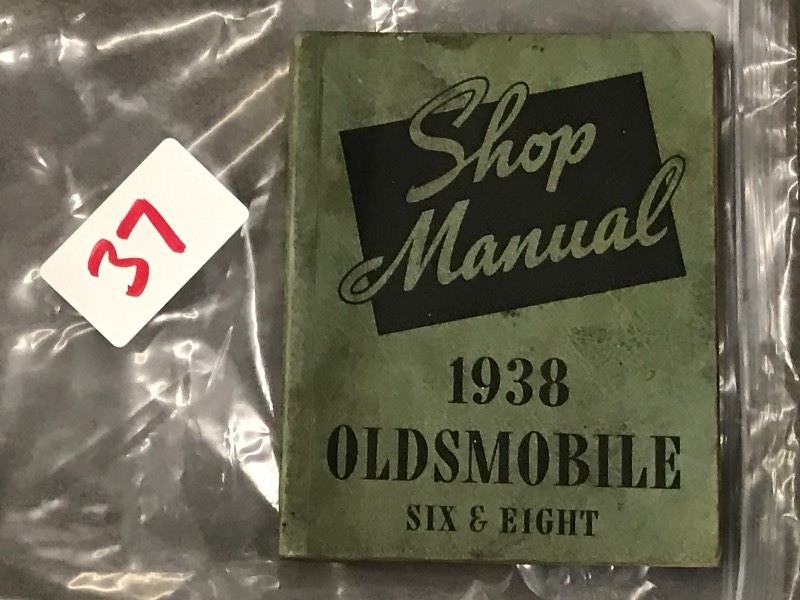 37
Shop
Manual
1938
OLDSMOBILE
SIX & EIGHT